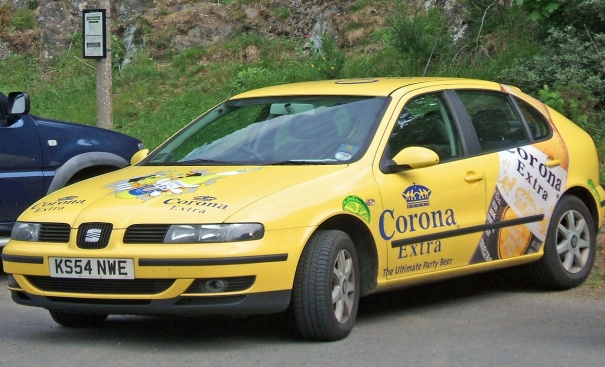 Corona
Extra
Corona
Extra
KS54 NWE
Corona
Extra
The Ultimate Party Beer
Corona
Extra